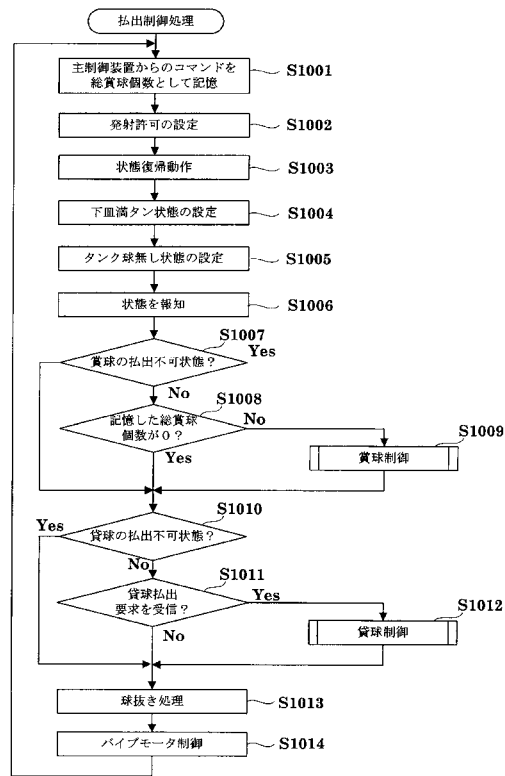 払出制御処理
主制御装置からのコマンドを
総賞球個数として記憶
S1001
発射許可の設定
S1002
状態復帰動作
S1003
下皿満タン状態の設定
S1004
タンク球無し状態の設定
S1005
状態を報知
S1006
S1007
賞球の払出不可状態?
Yes
No
S1008
記憶した総賞球
個数が0?
No
Yes
S1009
賞球制御
S1010
Yes
貸球の払出不可状態?
No
S1011
貸球払出
要求を受信?
Yes
No
S1012
貸球制御
球抜き処理
S1013
バイブモータ制御
S1014